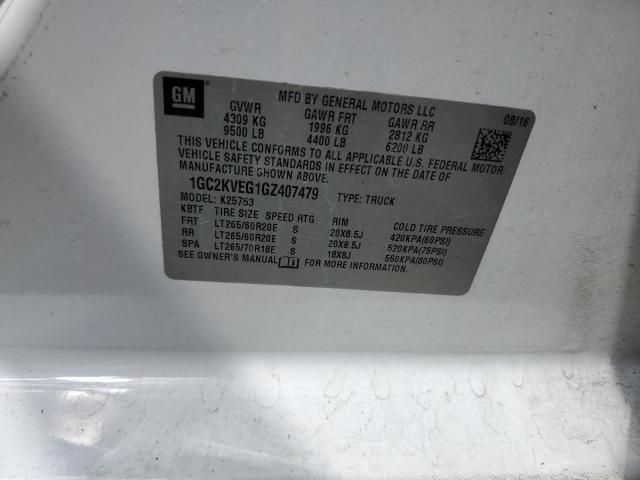 GM
MFD BY GENERAL MOTORS LLC
08/16
GVWR GAWR FRT GAWR RR
4309 KG 1996 KG 2812 KG
9500 LB 4400 LB 6200 LB
THIS VEHICLE CONFORMS TO ALL APPLICABLE U.S. FEDERAL MOTOR
VEHICLE SAFETY STANDARDS IN EFFECT ON THE DATE OF
MANUFACTURE SHOWN ABOVE.
1GC2KVEG1GZ407479 TYPE: TRUCK
MODEL: K25753
KBTF TIRE SIZE SPEED RTG RIM COLD TIRE PRESSURE
FRT LT265/60R20E S 20X8.5J 420KPA(60PSI)
RR LT265/60R20E S 20X8.5J 520KPA(75PSI)
SPA LT265/70R18E S 18X8J 550KPA(80PSI)
SEE OWNER'S MANUAL FOR MORE INFORMATION.